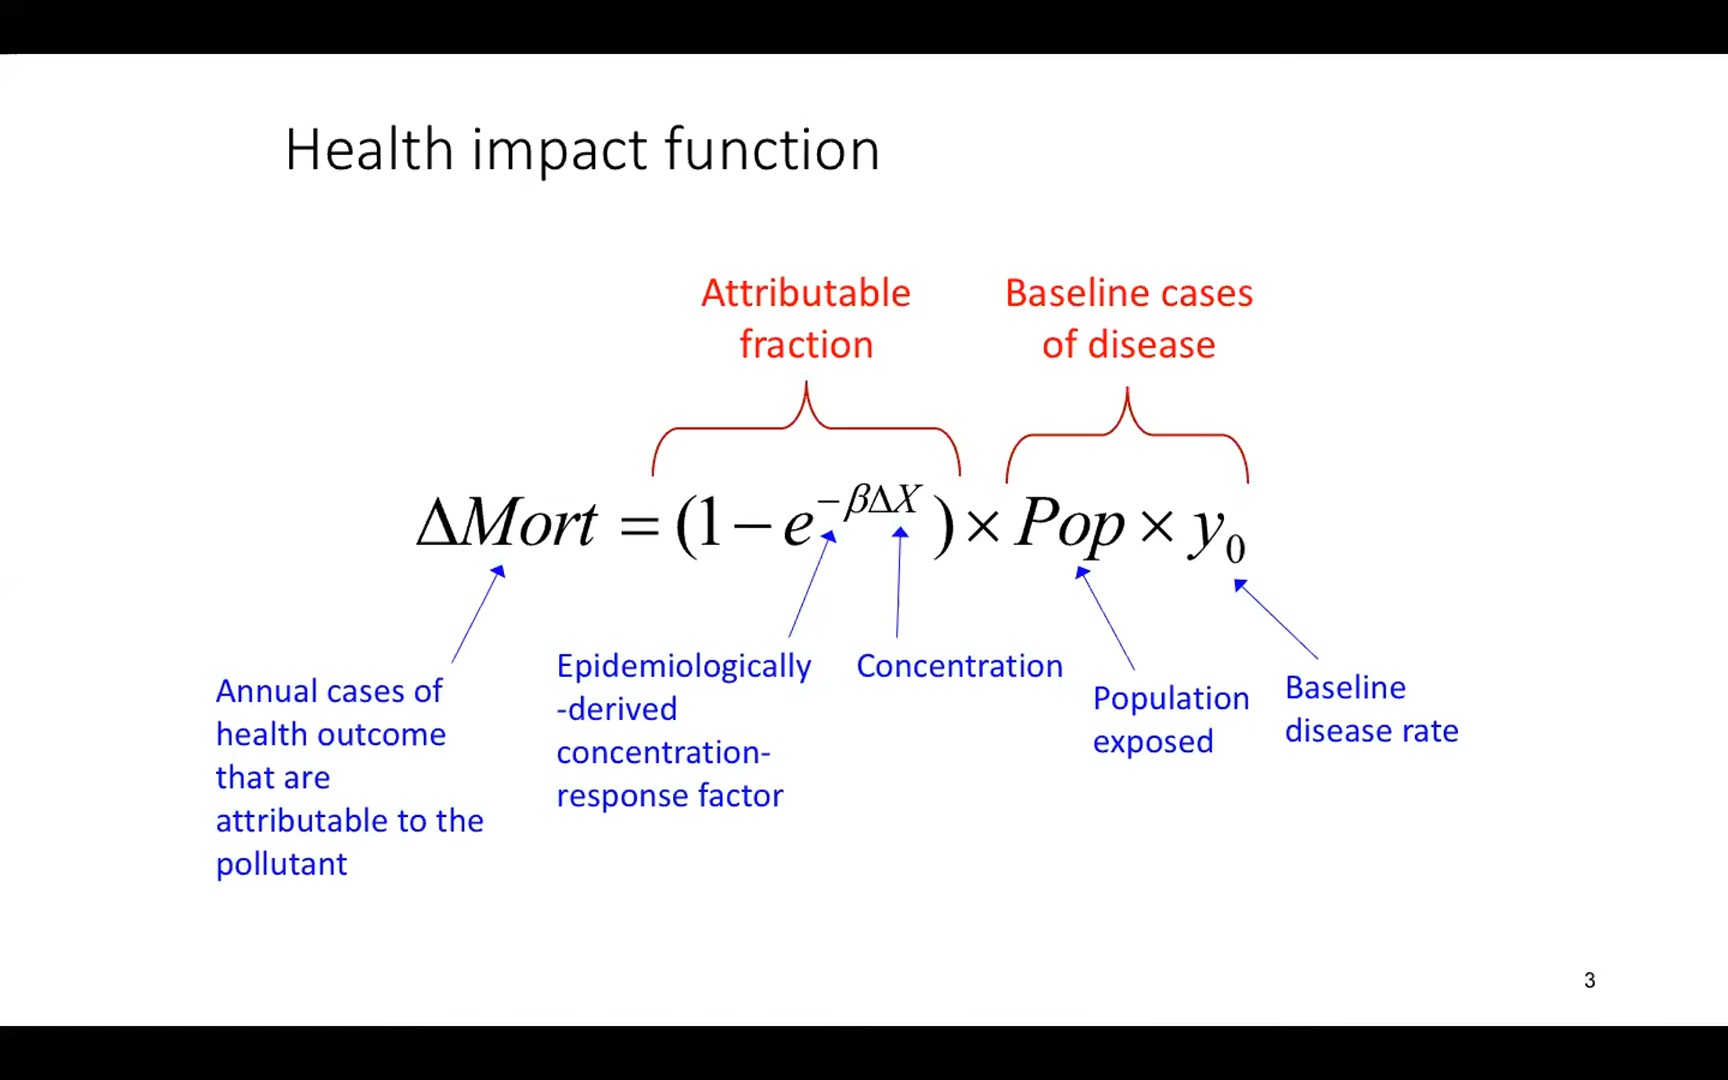 Health impact function
Attributable
fraction
Baseline cases
of disease
ΔMort = (1 − e^{−βΔX}) × Pop × y₀
Annual cases of
health outcome
that are
attributable to the
pollutant
Epidemiologically
-derived
concentration-
response factor
Concentration
Population
exposed
Baseline
disease rate
3